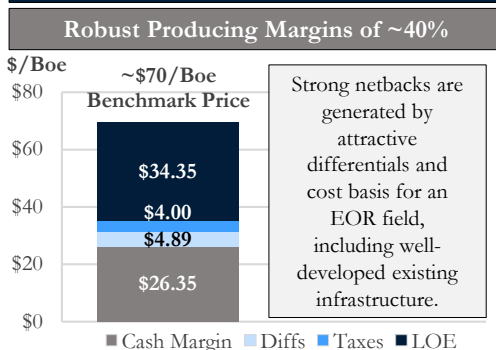 Robust Producing Margins of ~40%
$/Boe
~$70/Boe
Benchmark Price
$80
$60
$40
$20
$0
$34.35
$4.00
$4.89
$26.35
Strong netbacks are
generated by
attractive
differentials and
cost basis for an
EOR field,
including well-
developed existing
infrastructure.
Cash Margin Diffs Taxes LOE